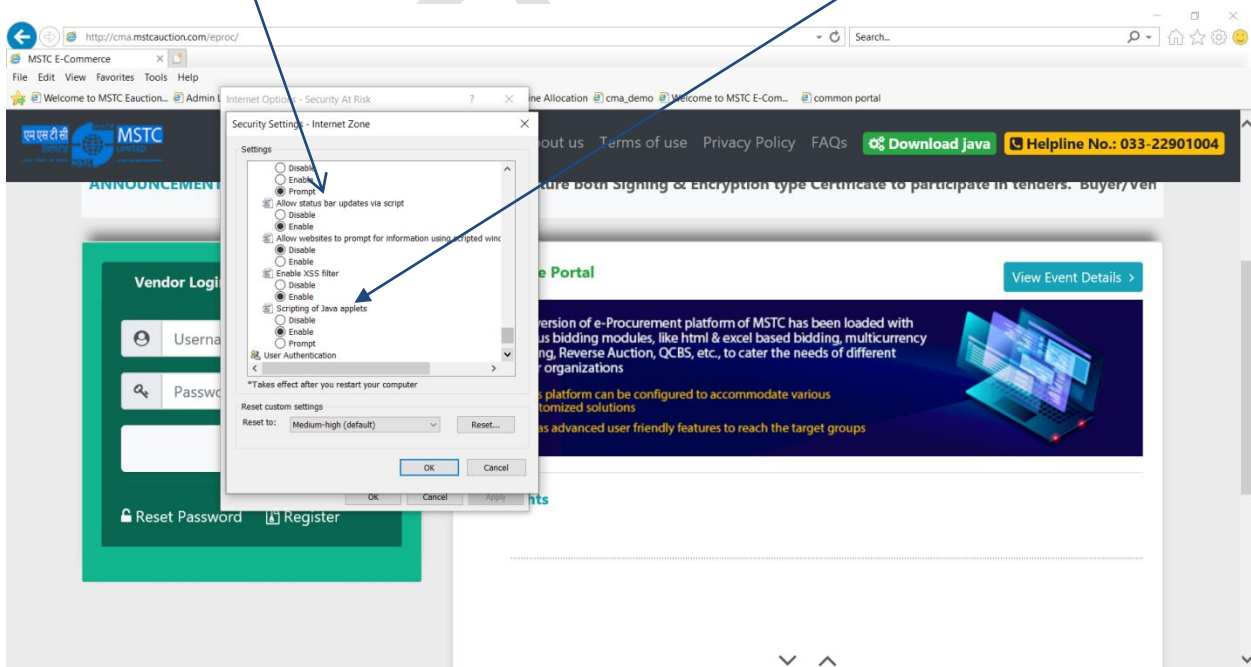 http://cma.mstcauction.com/eproc/
Search...
MSTC E-Commerce
File Edit View Favorites Tools Help
Welcome to MSTC Eauction... Admin L
Internet Options - Security At Risk
ine Allocation cma_demo Welcome to MSTC E-Com... common portal
Security Settings - Internet Zone
एम एस टी सी
MSTC
LIMITED
bout us Terms of use Privacy Policy FAQs Download java Helpline No.: 033-22901004
ANNOUNCEMENT
ture both Signing & Encryption type Certificate to participate in tenders. Buyer/Ven
Settings
Disable
Enable
Prompt
Allow status bar updates via script
Disable
Enable
Allow websites to prompt for information using scripted winc
Disable
Enable
Enable XSS filter
Disable
Enable
Scripting of Java applets
Disable
Enable
Prompt
User Authentication
*Takes effect after you restart your computer
Reset custom settings
Reset to: Medium-high (default) Reset...
OK Cancel
OK Cancel Apply
Vendor Logi
Userna
Passwo
Reset Password Register
e Portal
View Event Details
version of e-Procurement platform of MSTC has been loaded with
us bidding modules, like html & excel based bidding, multicurrency
ng, Reverse Auction, QCBS, etc., to cater the needs of different
r organizations
s platform can be configured to accommodate various
tomized solutions
as advanced user friendly features to reach the target groups
nts